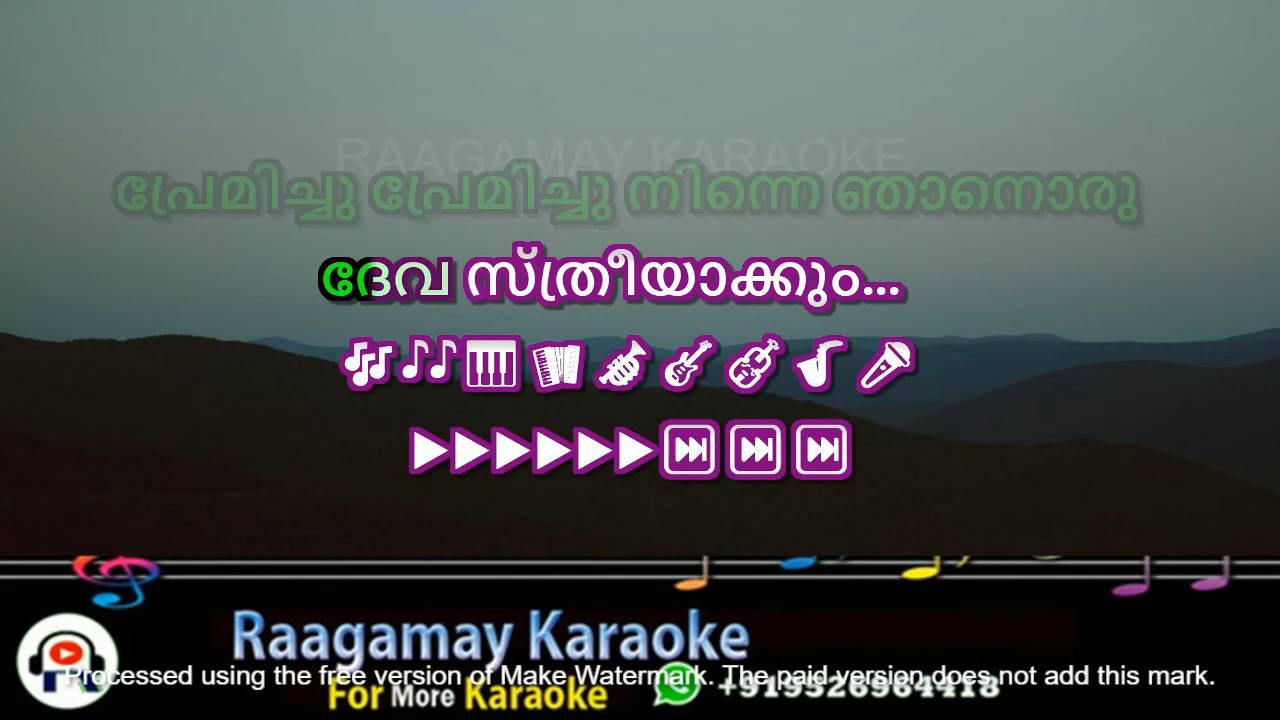 RAAGAMAY KARAOKE
പ്രേമിച്ചു പ്രേമിച്ചു നിന്നെ ഞാനൊരു
ദേവ സ്ത്രീയാക്കും...
Raagamay Karaoke
Processed using the free version of Make Watermark. The paid version does not add this mark.
For More Karaoke +919526964418